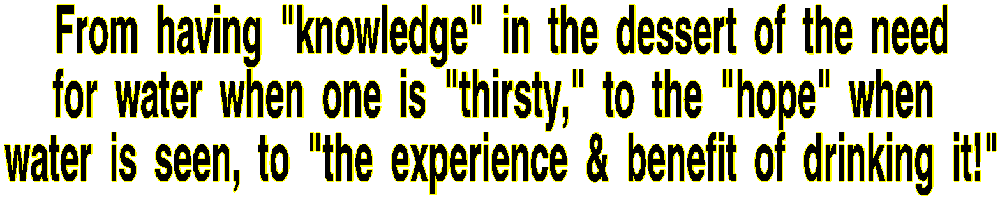 From having "knowledge" in the dessert of the need
for water when one is "thirsty," to the "hope" when
water is seen, to "the experience & benefit of drinking it!"